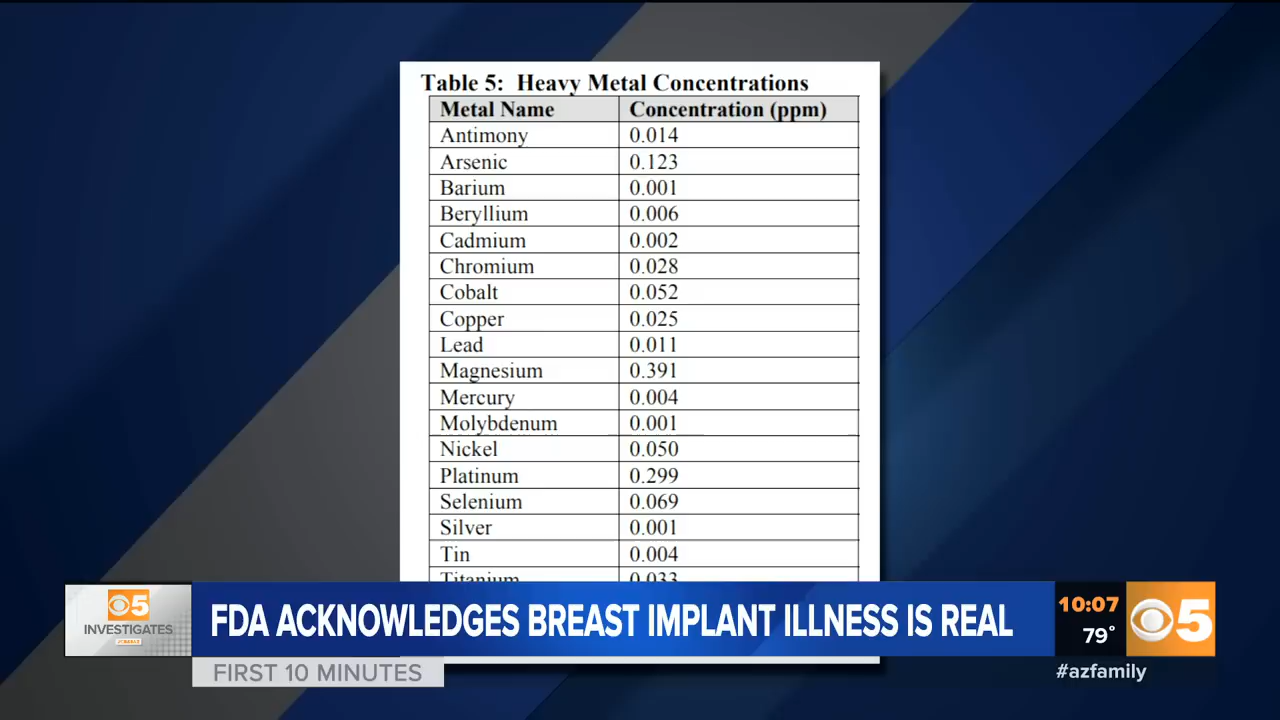 Table 5: Heavy Metal Concentrations
Metal Name Concentration (ppm)
Antimony 0.014
Arsenic 0.123
Barium 0.001
Beryllium 0.006
Cadmium 0.002
Chromium 0.028
Cobalt 0.052
Copper 0.025
Lead 0.011
Magnesium 0.391
Mercury 0.004
Molybdenum 0.001
Nickel 0.050
Platinum 0.299
Selenium 0.069
Silver 0.001
Tin 0.004
Titanium 0.033
5
INVESTIGATES
FDA ACKNOWLEDGES BREAST IMPLANT ILLNESS IS REAL
10:07
79°
5
FIRST 10 MINUTES
#azfamily